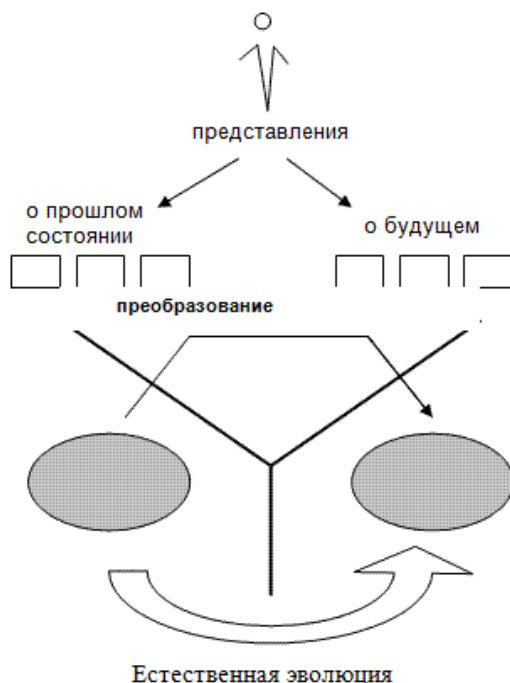 представления
о прошлом
состоянии
о будущем
преобразование
Естественная эволюция